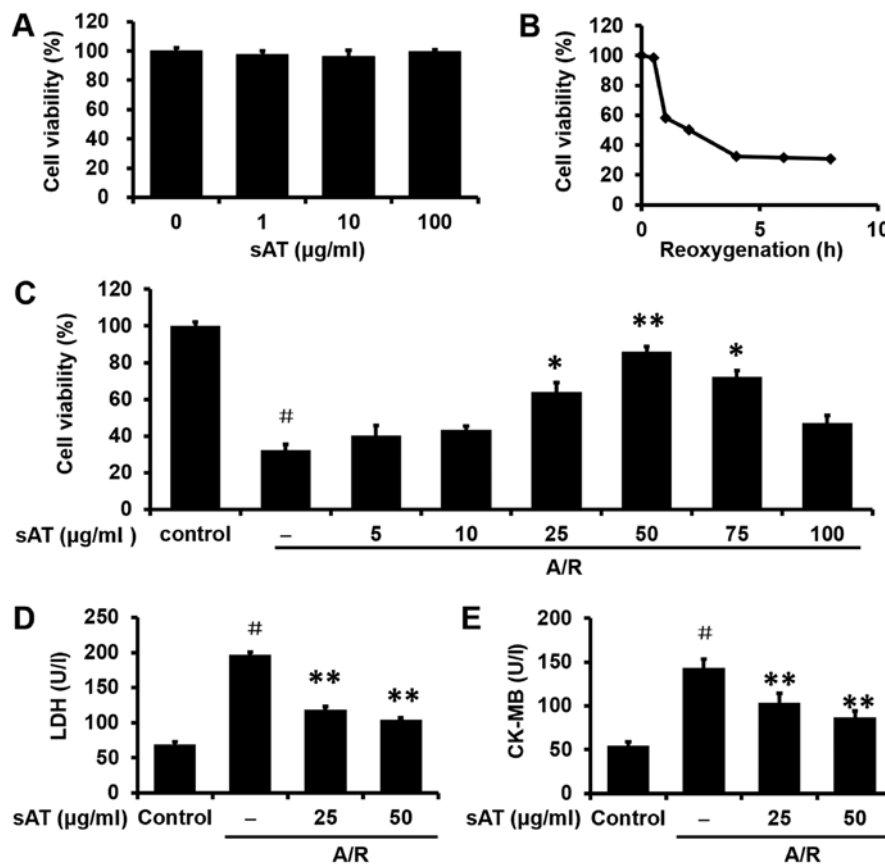 A
Cell viability (%)
120
100
80
60
40
20
0
0 1 10 100
sAT (µg/ml)
B
Cell viability (%)
120
100
80
60
40
20
0
0 5 10
Reoxygenation (h)
C
Cell viability (%)
120
100
80
60
40
20
0
#
*
**
*
sAT (µg/ml ) control – 5 10 25 50 75 100
A/R
D
LDH (U/l)
250
200
150
100
50
0
#
**
**
sAT (µg/ml) Control – 25 50
A/R
E
CK-MB (U/l)
200
150
100
50
0
#
**
**
sAT (µg/ml) Control – 25 50
A/R